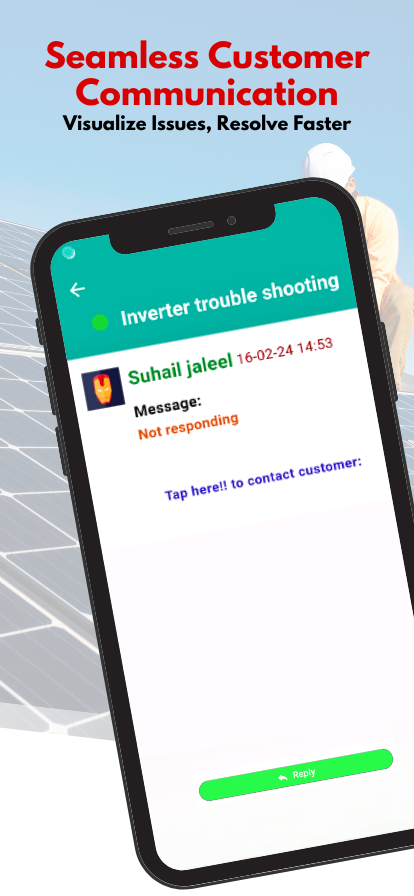 Seamless Customer
Communication
Visualize Issues, Resolve Faster
Inverter trouble shooting
Suhail jaleel 16-02-24 14:53
Message:
Not responding
Tap here!! to contact customer:
Reply